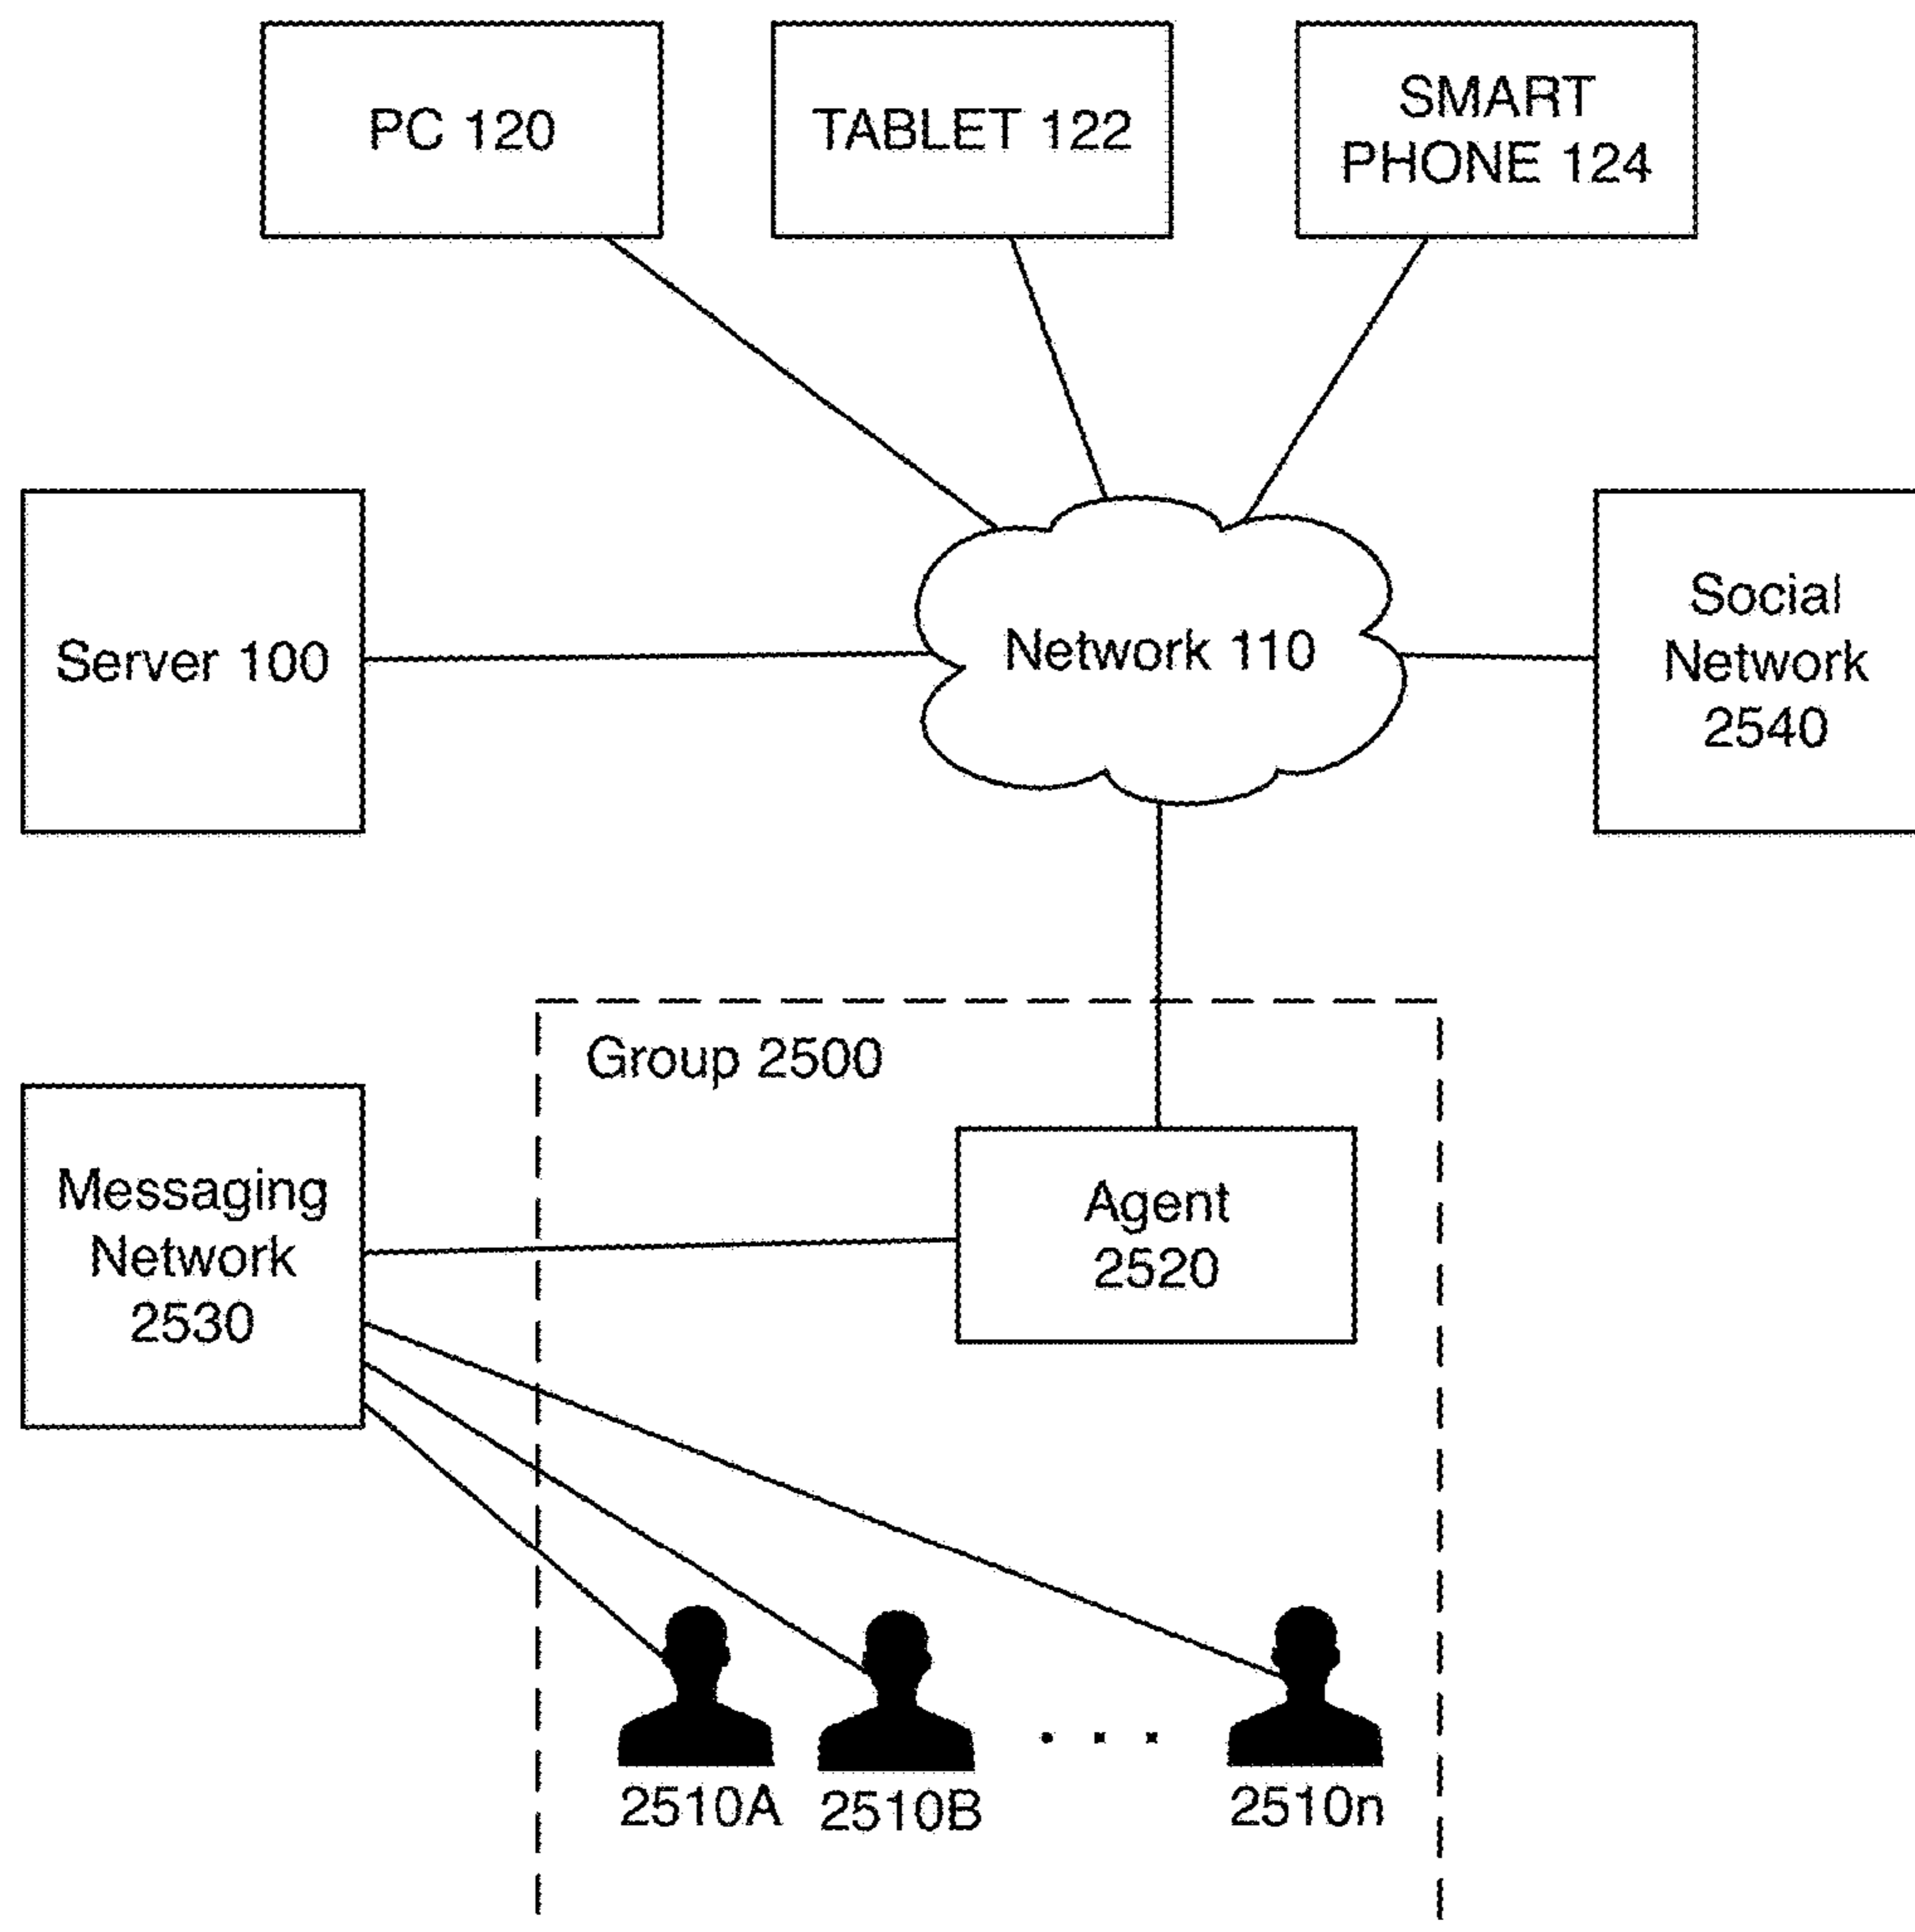 PC 120
TABLET 122
SMART
PHONE 124
Server 100
Network 110
Social
Network
2540
Group 2500
Messaging
Network
2530
Agent
2520
2510A
2510B
. . .
2510n